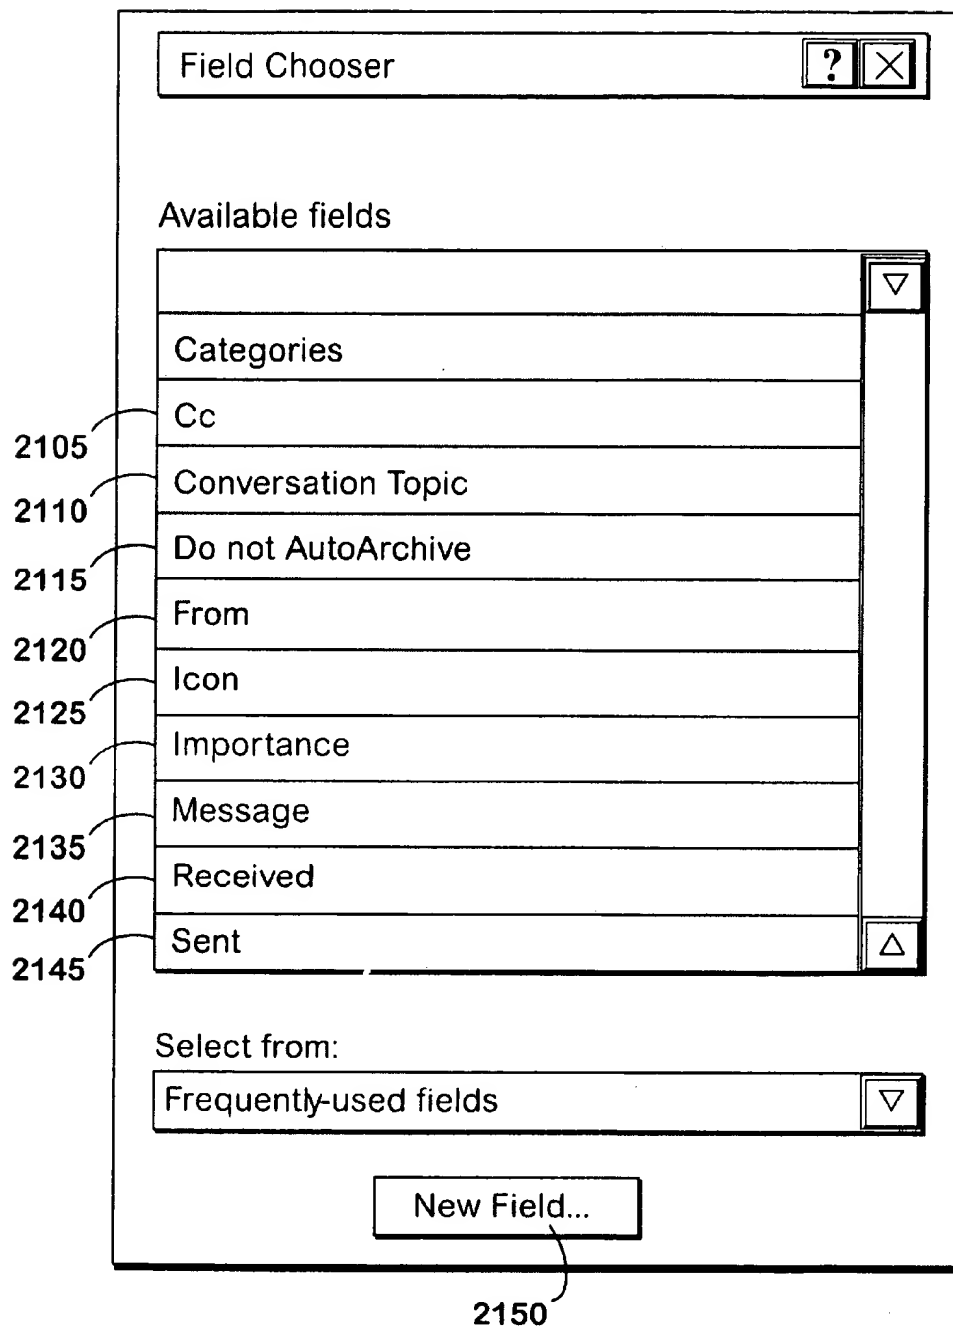 Field Chooser ? X
Available fields
Categories
Cc
2105
Conversation Topic
2110
Do not AutoArchive
2115
From
2120
Icon
2125
Importance
2130
Message
2135
Received
2140
Sent
2145
Select from:
Frequently-used fields
New Field...
2150